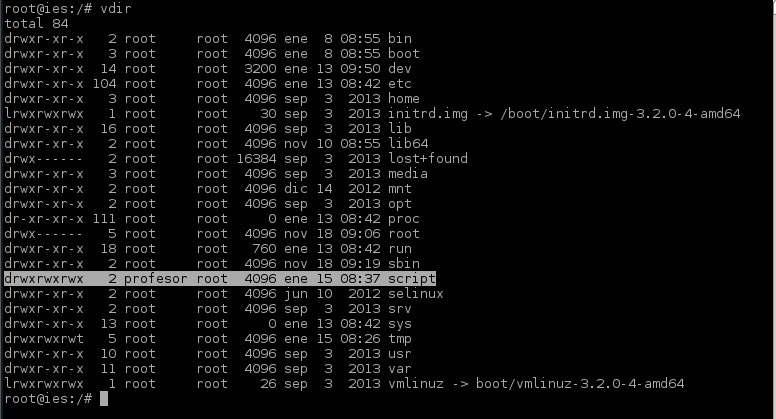 root@ies:/# vdir
total 84
drwxr-xr-x   2 root     root  4096 ene  8 08:55 bin
drwxr-xr-x   3 root     root  4096 ene  8 08:55 boot
drwxr-xr-x  14 root     root  3200 ene 13 09:50 dev
drwxr-xr-x 104 root     root  4096 ene 13 08:42 etc
drwxr-xr-x   3 root     root  4096 sep  3  2013 home
lrwxrwxrwx   1 root     root    30 sep  3  2013 initrd.img -> /boot/initrd.img-3.2.0-4-amd64
drwxr-xr-x  16 root     root  4096 sep  3  2013 lib
drwxr-xr-x   2 root     root  4096 nov 10 08:55 lib64
drwx------   2 root     root 16384 sep  3  2013 lost+found
drwxr-xr-x   3 root     root  4096 sep  3  2013 media
drwxr-xr-x   2 root     root  4096 dic 14  2012 mnt
drwxr-xr-x   2 root     root  4096 sep  3  2013 opt
dr-xr-xr-x 111 root     root     0 ene 13 08:42 proc
drwx------   5 root     root  4096 nov 18 09:06 root
drwxr-xr-x  18 root     root   760 ene 13 08:42 run
drwxr-xr-x   2 root     root  4096 nov 18 09:19 sbin
drwxrwxrwx   2 profesor root  4096 ene 15 08:37 script
drwxr-xr-x   2 root     root  4096 jun 10  2012 selinux
drwxr-xr-x   2 root     root  4096 sep  3  2013 srv
drwxr-xr-x  13 root     root     0 ene 13 08:42 sys
drwxrwxrwt   5 root     root  4096 ene 15 08:26 tmp
drwxr-xr-x  10 root     root  4096 sep  3  2013 usr
drwxr-xr-x  11 root     root  4096 sep  3  2013 var
lrwxrwxrwx   1 root     root    26 sep  3  2013 vmlinuz -> boot/vmlinuz-3.2.0-4-amd64
root@ies:/#